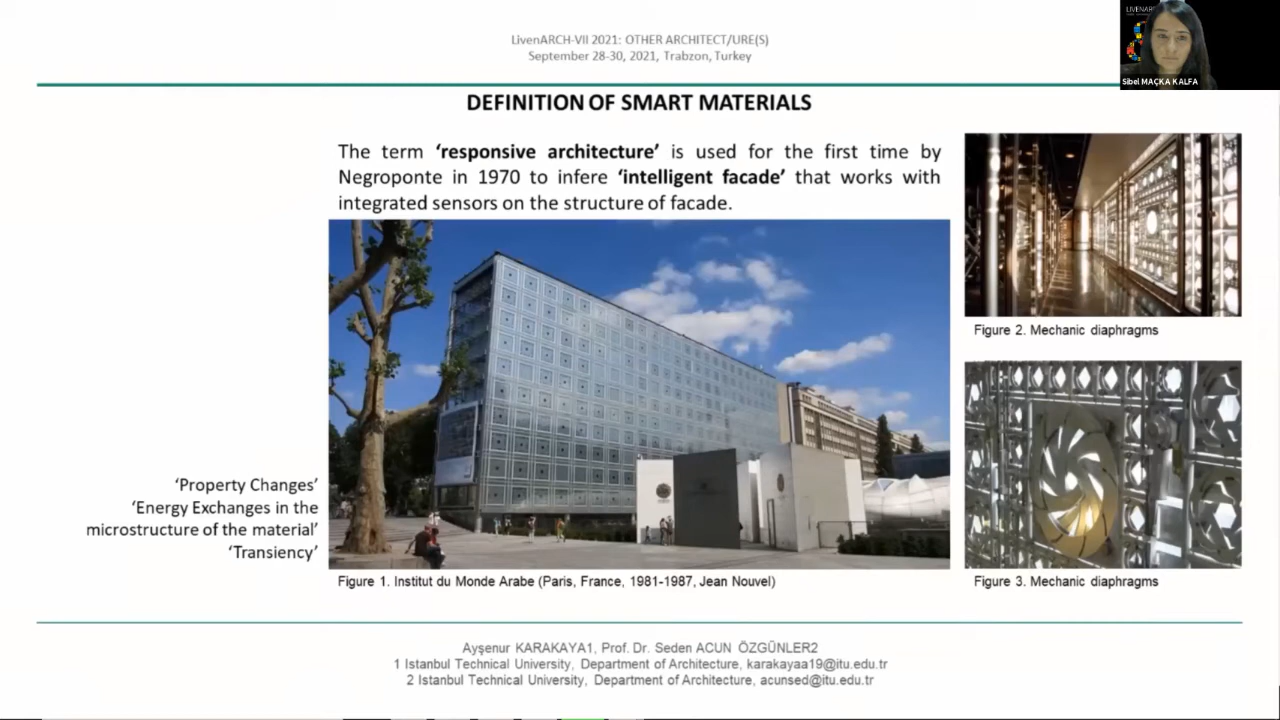 LivenARCH-VII 2021: OTHER ARCHITECT/URE(S)
September 28-30, 2021, Trabzon, Turkey
LIVENAR
Sibel MAÇKA KALFA
DEFINITION OF SMART MATERIALS
The term ‘responsive architecture’ is used for the first time by
Negroponte in 1970 to infere ‘intelligent facade’ that works with
integrated sensors on the structure of facade.
‘Property Changes’
‘Energy Exchanges in the
microstructure of the material’
‘Transiency’
Figure 1. Institut du Monde Arabe (Paris, France, 1981-1987, Jean Nouvel)
Figure 2. Mechanic diaphragms
Figure 3. Mechanic diaphragms
Ayşenur KARAKAYA1, Prof. Dr. Seden ACUN ÖZGÜNLER2
1 Istanbul Technical University, Department of Architecture, karakayaa19@itu.edu.tr
2 Istanbul Technical University, Department of Architecture, acunsed@itu.edu.tr